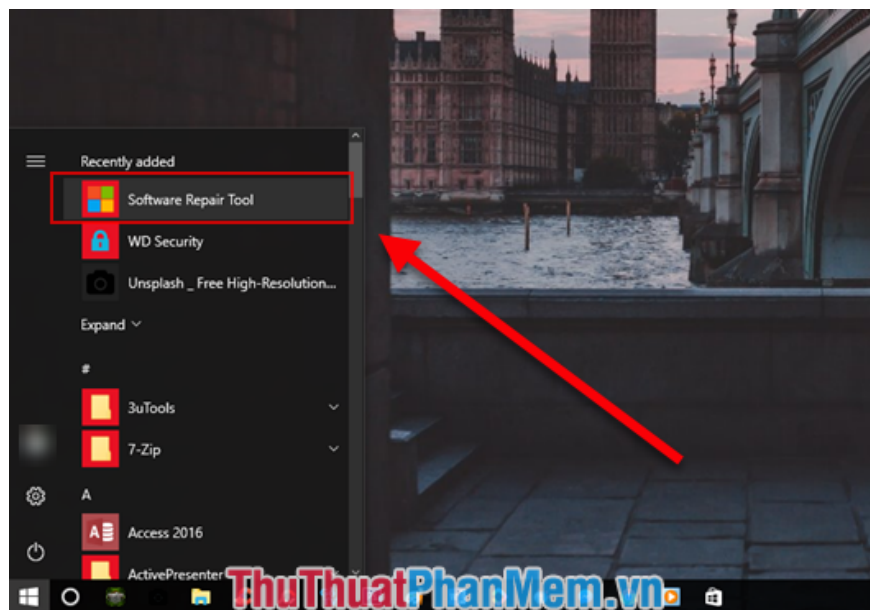 Recently added
Software Repair Tool
WD Security
Unsplash _ Free High-Resolution...
Expand
#
3uTools
7-Zip
A
Access 2016
ActivePresenter
ThuThuatPhanMem.vn